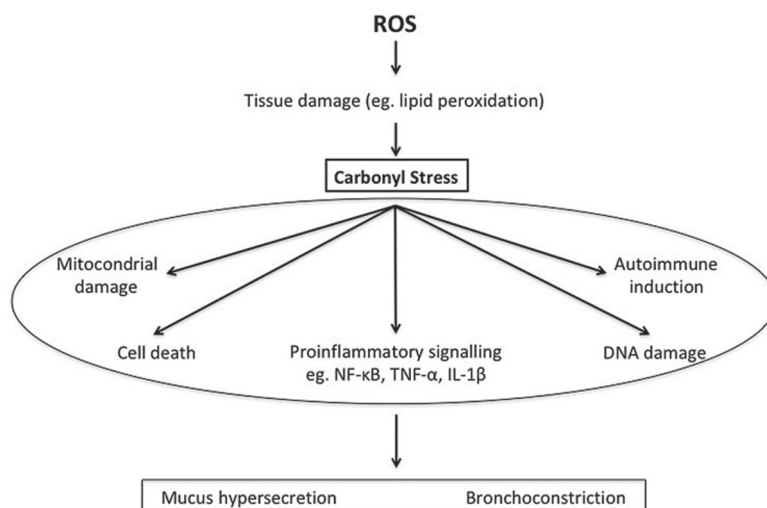 ROS
Tissue damage (eg. lipid peroxidation)
Carbonyl Stress
Mitocondrial
damage
Autoimmune
induction
Cell death
Proinflammatory signalling
eg. NF-κB, TNF-α, IL-1β
DNA damage
Mucus hypersecretion
Bronchoconstriction